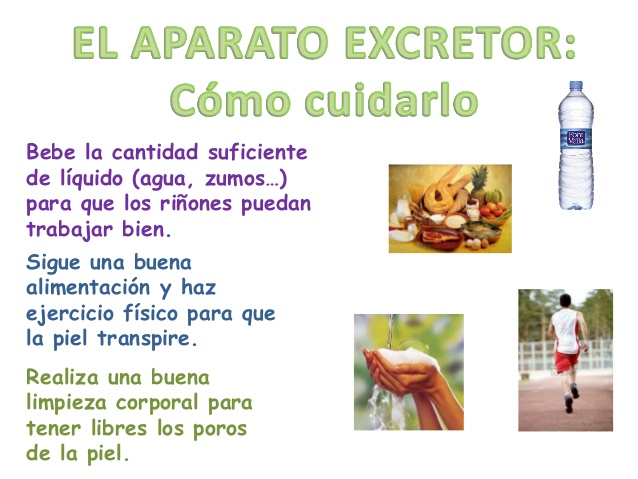 EL APARATO EXCRETOR:
Cómo cuidarlo
Bebe la cantidad suficiente
de líquido (agua, zumos…)
para que los riñones puedan
trabajar bien.
Sigue una buena
alimentación y haz
ejercicio físico para que
la piel transpire.
Realiza una buena
limpieza corporal para
tener libres los poros
de la piel.
Font
Vella